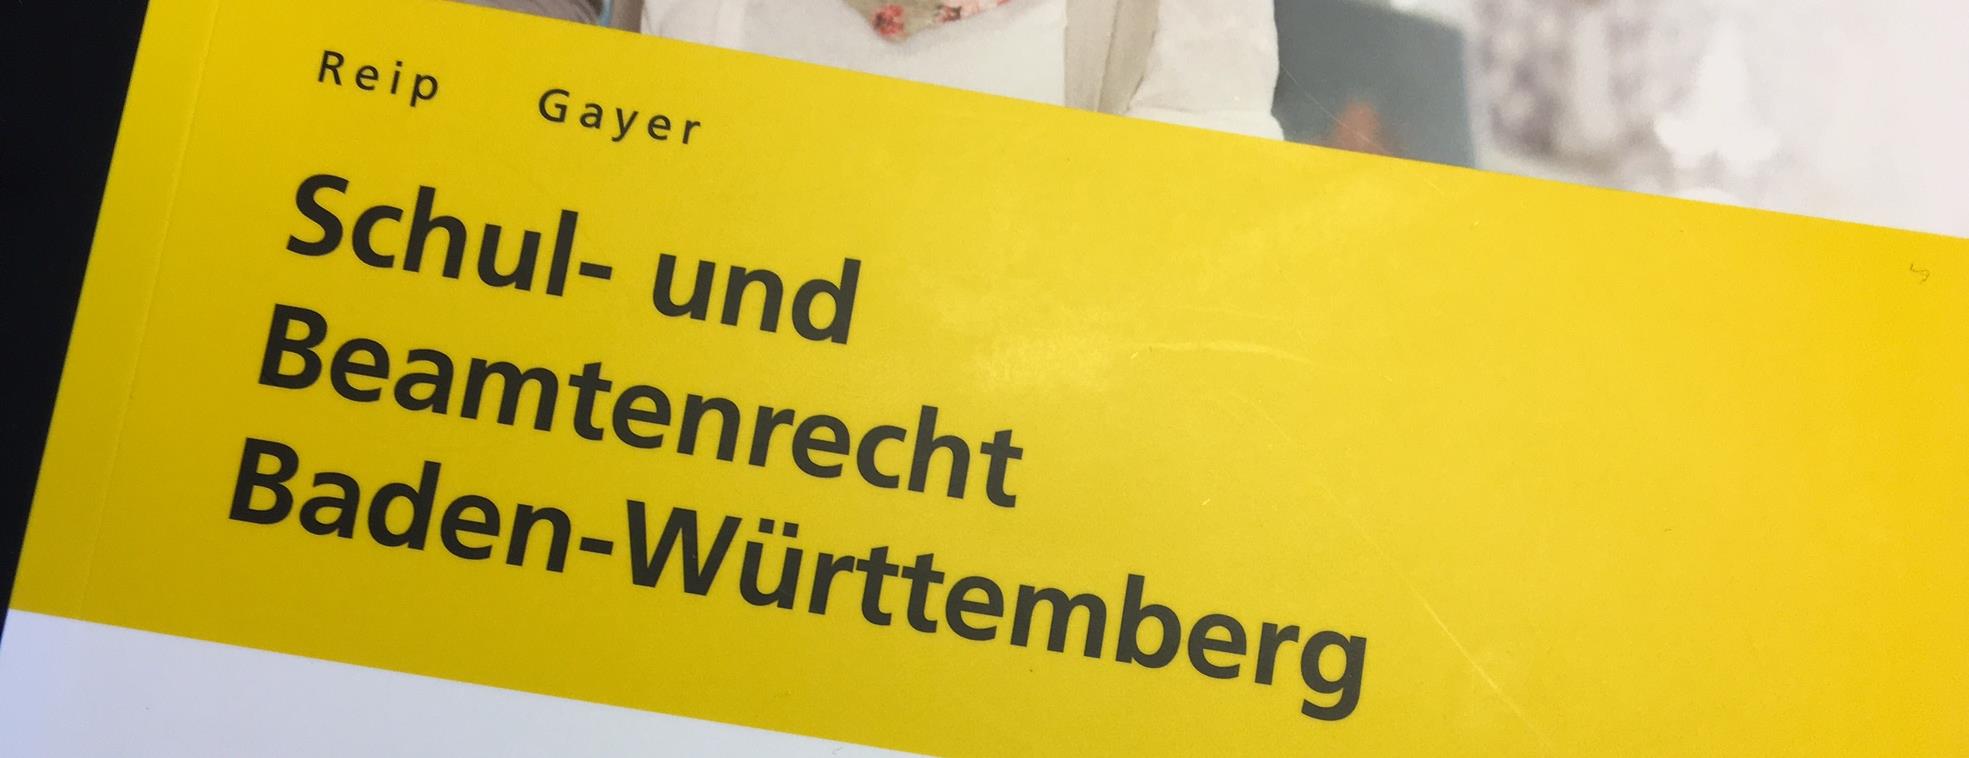 Reip Gayer
Schul- und
Beamtenrecht
Baden-Württemberg